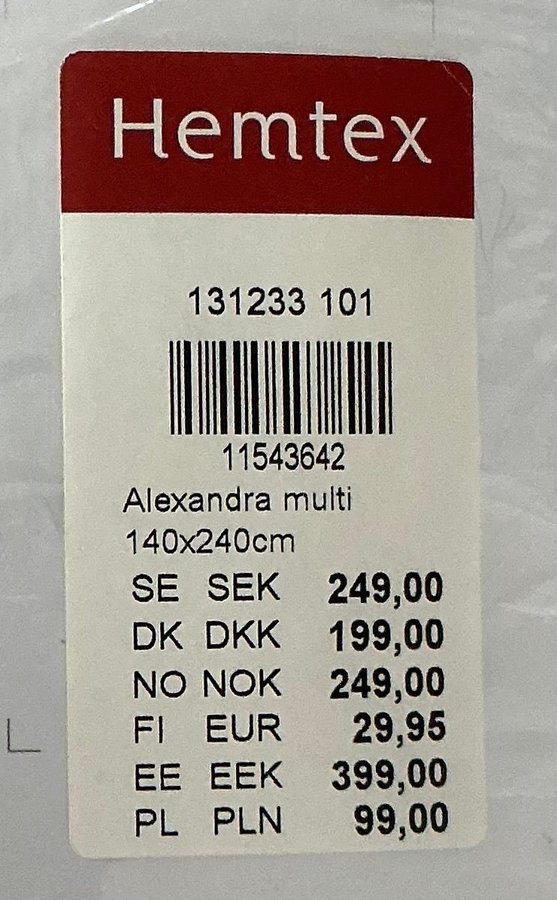 Hemtex
131233 101
11543642
Alexandra multi
140x240cm
SE SEK 249,00
DK DKK 199,00
NO NOK 249,00
FI EUR 29,95
EE EEK 399,00
PL PLN 99,00